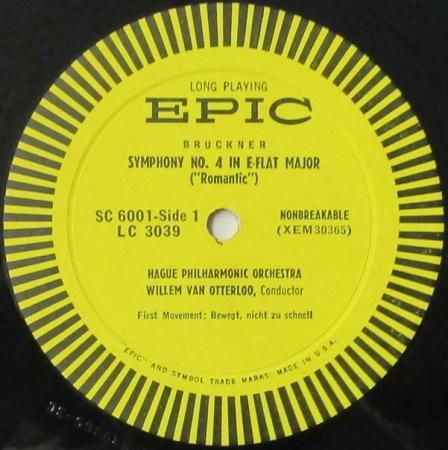 LONG PLAYING
EPIC
BRUCKNER
SYMPHONY NO. 4 IN E-FLAT MAJOR
("Romantic")
SC 6001-Side 1
LC 3039
NONBREAKABLE
(XEM30365)
HAGUE PHILHARMONIC ORCHESTRA
WILLEM VAN OTTERLOO, Conductor
First Movement: Bewegt, nicht zu schnell
"EPIC" AND SYMBOL TRADE MARKS. MADE IN U.S.A.